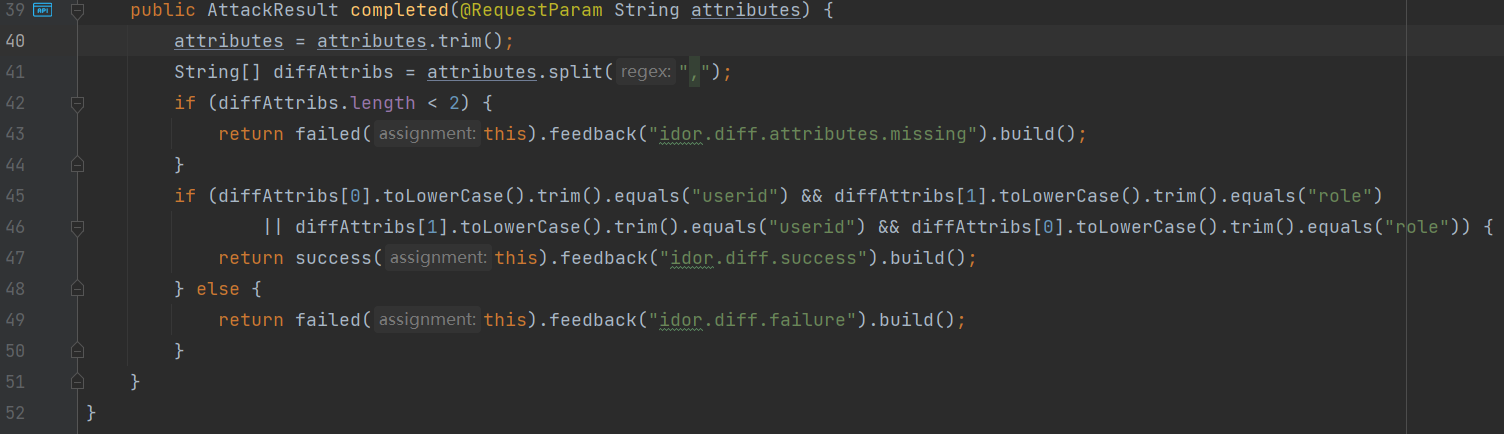 39 API public AttackResult completed(@RequestParam String attributes) {
40 attributes = attributes.trim();
41 String[] diffAttribs = attributes.split( regex: ",");
42 if (diffAttribs.length < 2) {
43 return failed( assignment: this).feedback("idor.diff.attributes.missing").build();
44 }
45 if (diffAttribs[0].toLowerCase().trim().equals("userid") && diffAttribs[1].toLowerCase().trim().equals("role")
46 || diffAttribs[1].toLowerCase().trim().equals("userid") && diffAttribs[0].toLowerCase().trim().equals("role")) {
47 return success( assignment: this).feedback("idor.diff.success").build();
48 } else {
49 return failed( assignment: this).feedback("idor.diff.failure").build();
50 }
51 }
52 }